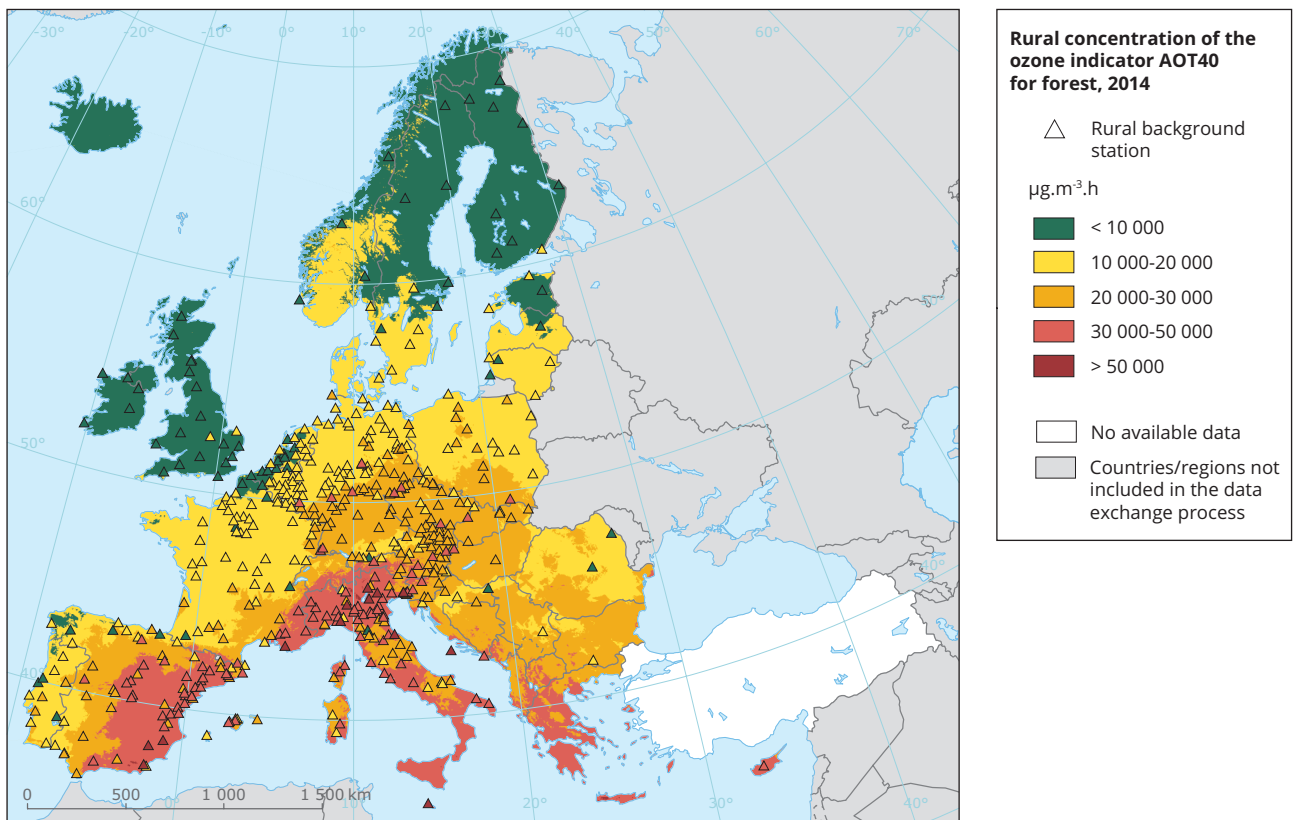 -30°
-20°
-10°
0°
10°
20°
30°
40°
50°
60°
70°
60°
50°
40°
40°
0 500 1 000 1 500 km
0°
10°
20°
30°
40°
Rural concentration of the
ozone indicator AOT40
for forest, 2014
Rural background
station
µg.m-3.h
< 10 000
10 000-20 000
20 000-30 000
30 000-50 000
> 50 000
No available data
Countries/regions not
included in the data
exchange process